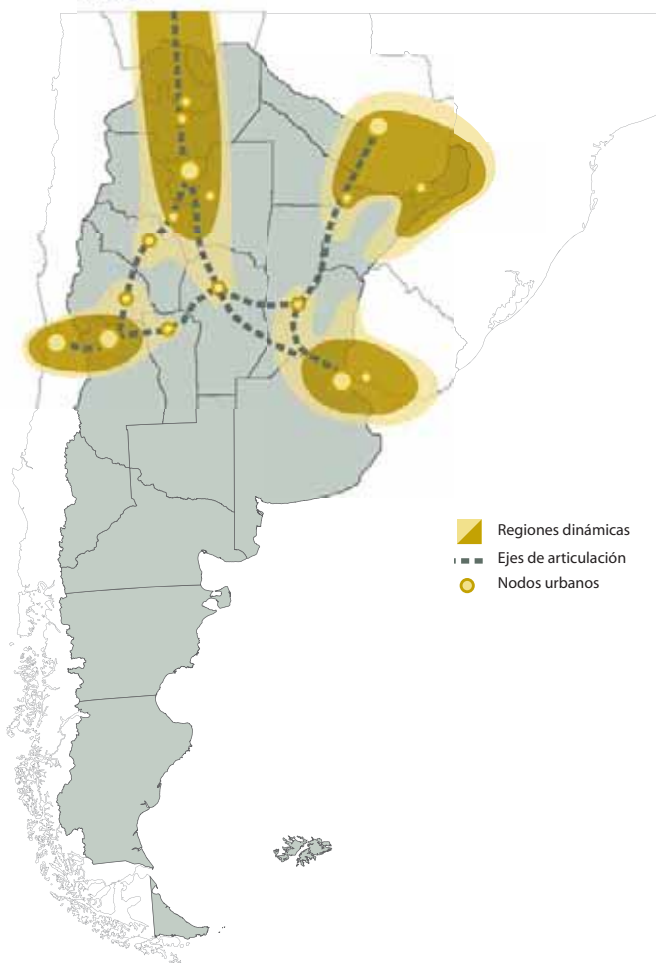 Regiones dinámicas
Ejes de articulación
Nodos urbanos